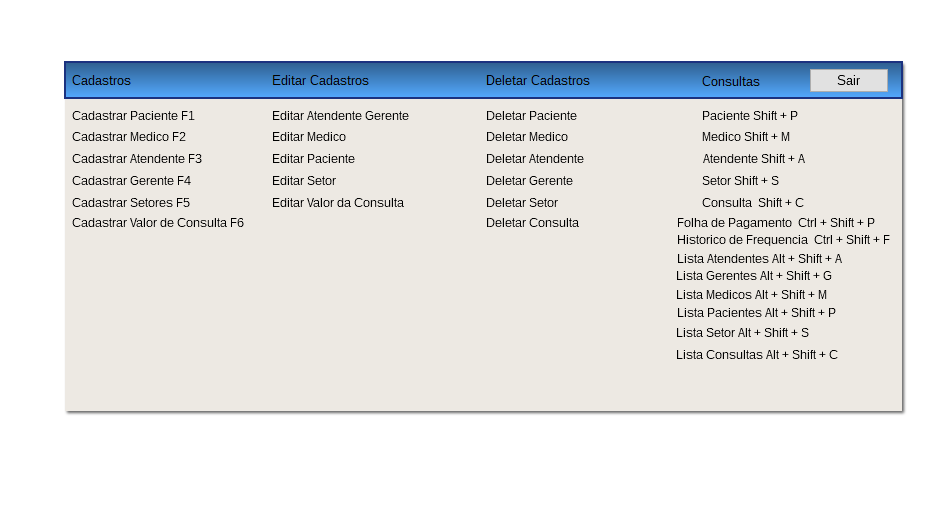 Cadastros
Editar Cadastros
Deletar Cadastros
Consultas
Sair
Cadastrar Paciente F1
Cadastrar Medico F2
Cadastrar Atendente F3
Cadastrar Gerente F4
Cadastrar Setores F5
Cadastrar Valor de Consulta F6
Editar Atendente Gerente
Editar Medico
Editar Paciente
Editar Setor
Editar Valor da Consulta
Deletar Paciente
Deletar Medico
Deletar Atendente
Deletar Gerente
Deletar Setor
Deletar Consulta
Paciente Shift + P
Medico Shift + M
Atendente Shift + A
Setor Shift + S
Consulta  Shift + C
Folha de Pagamento  Ctrl + Shift + P
Historico de Frequencia  Ctrl + Shift + F
Lista Atendentes Alt + Shift + A
Lista Gerentes Alt + Shift + G
Lista Medicos Alt + Shift + M
Lista Pacientes Alt + Shift + P
Lista Setor Alt + Shift + S
Lista Consultas Alt + Shift + C